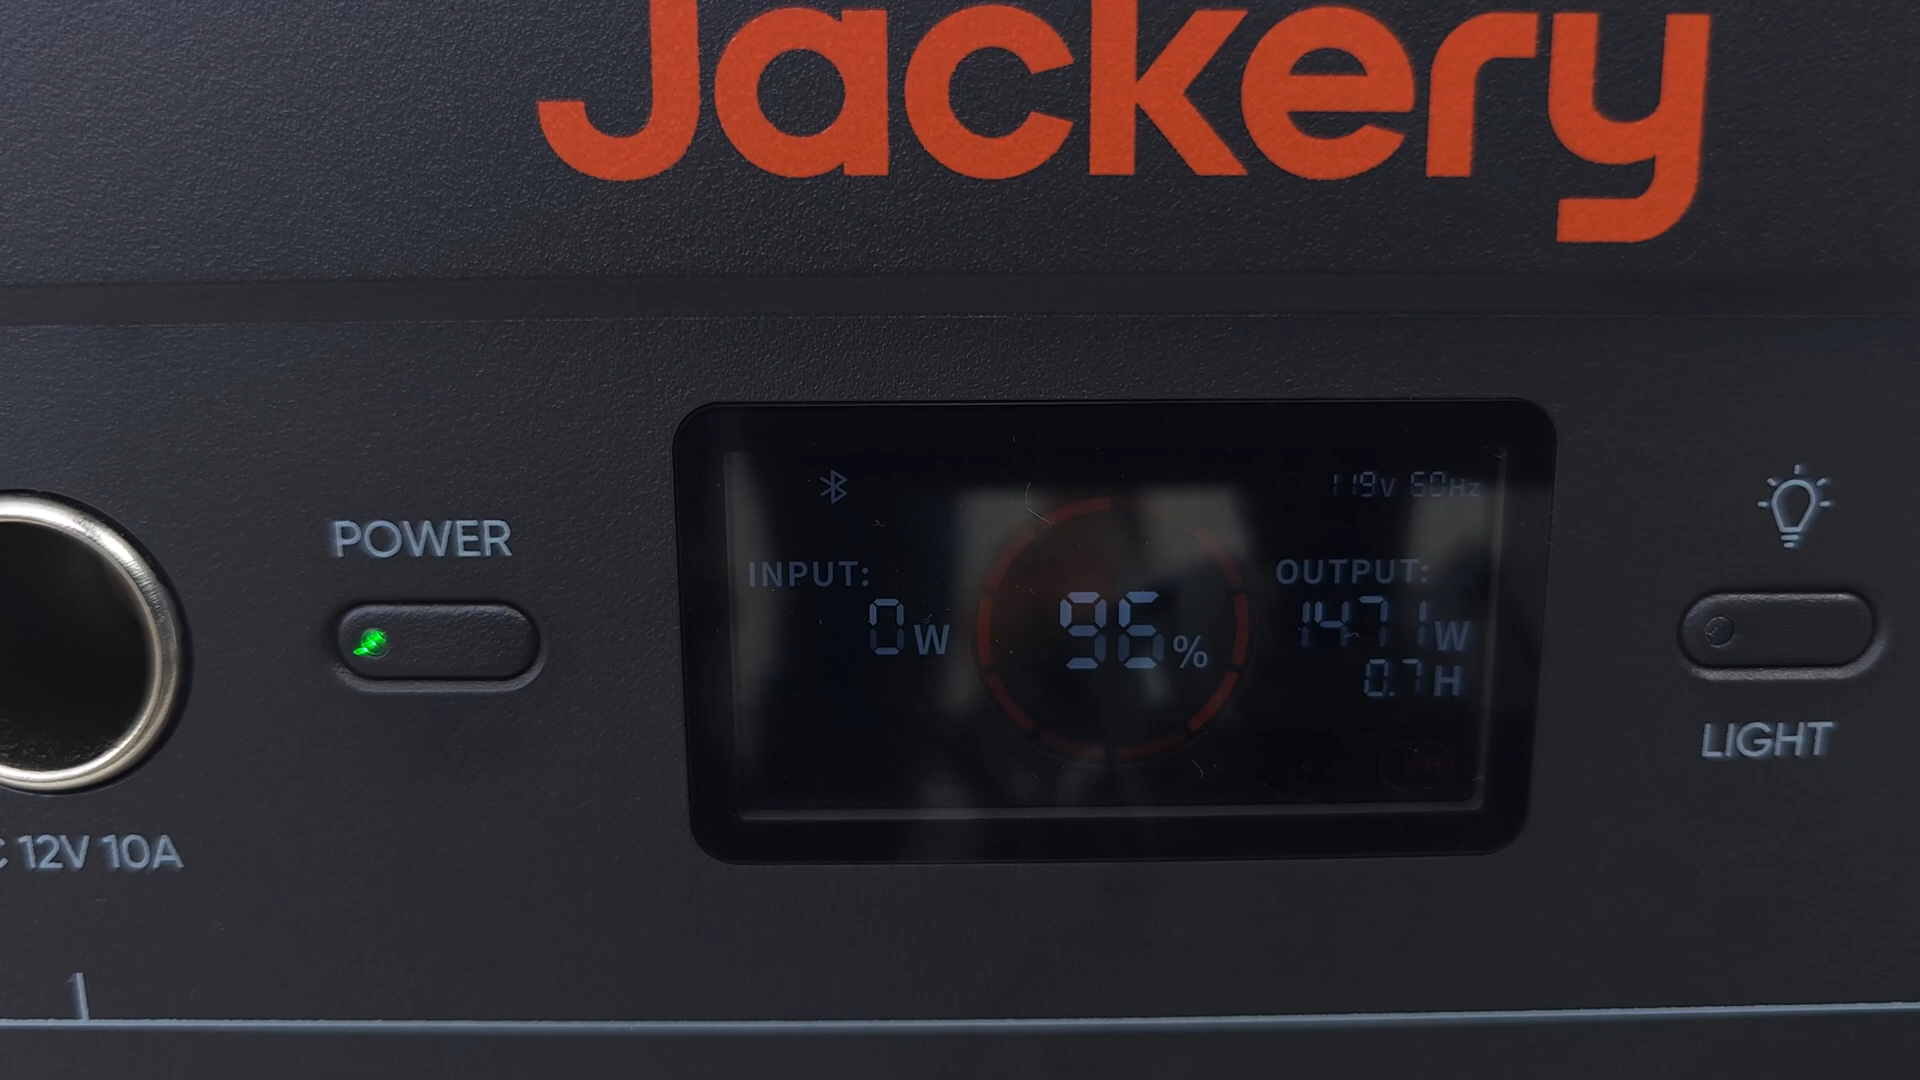 Jackery
119V 60Hz
POWER
INPUT:
OUTPUT:
0W
96%
1471W
0.7H
LIGHT
12V 10A